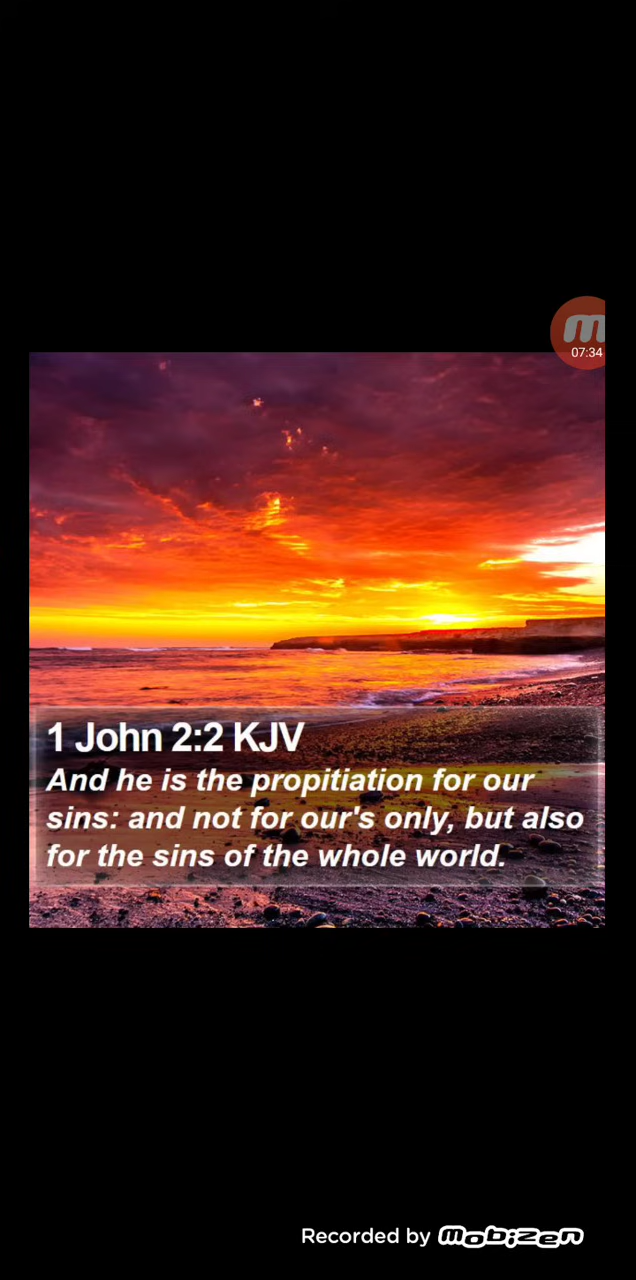 m
07:34
1 John 2:2 KJV
And he is the propitiation for our
sins: and not for our's only, but also
for the sins of the whole world.
Recorded by mobizen